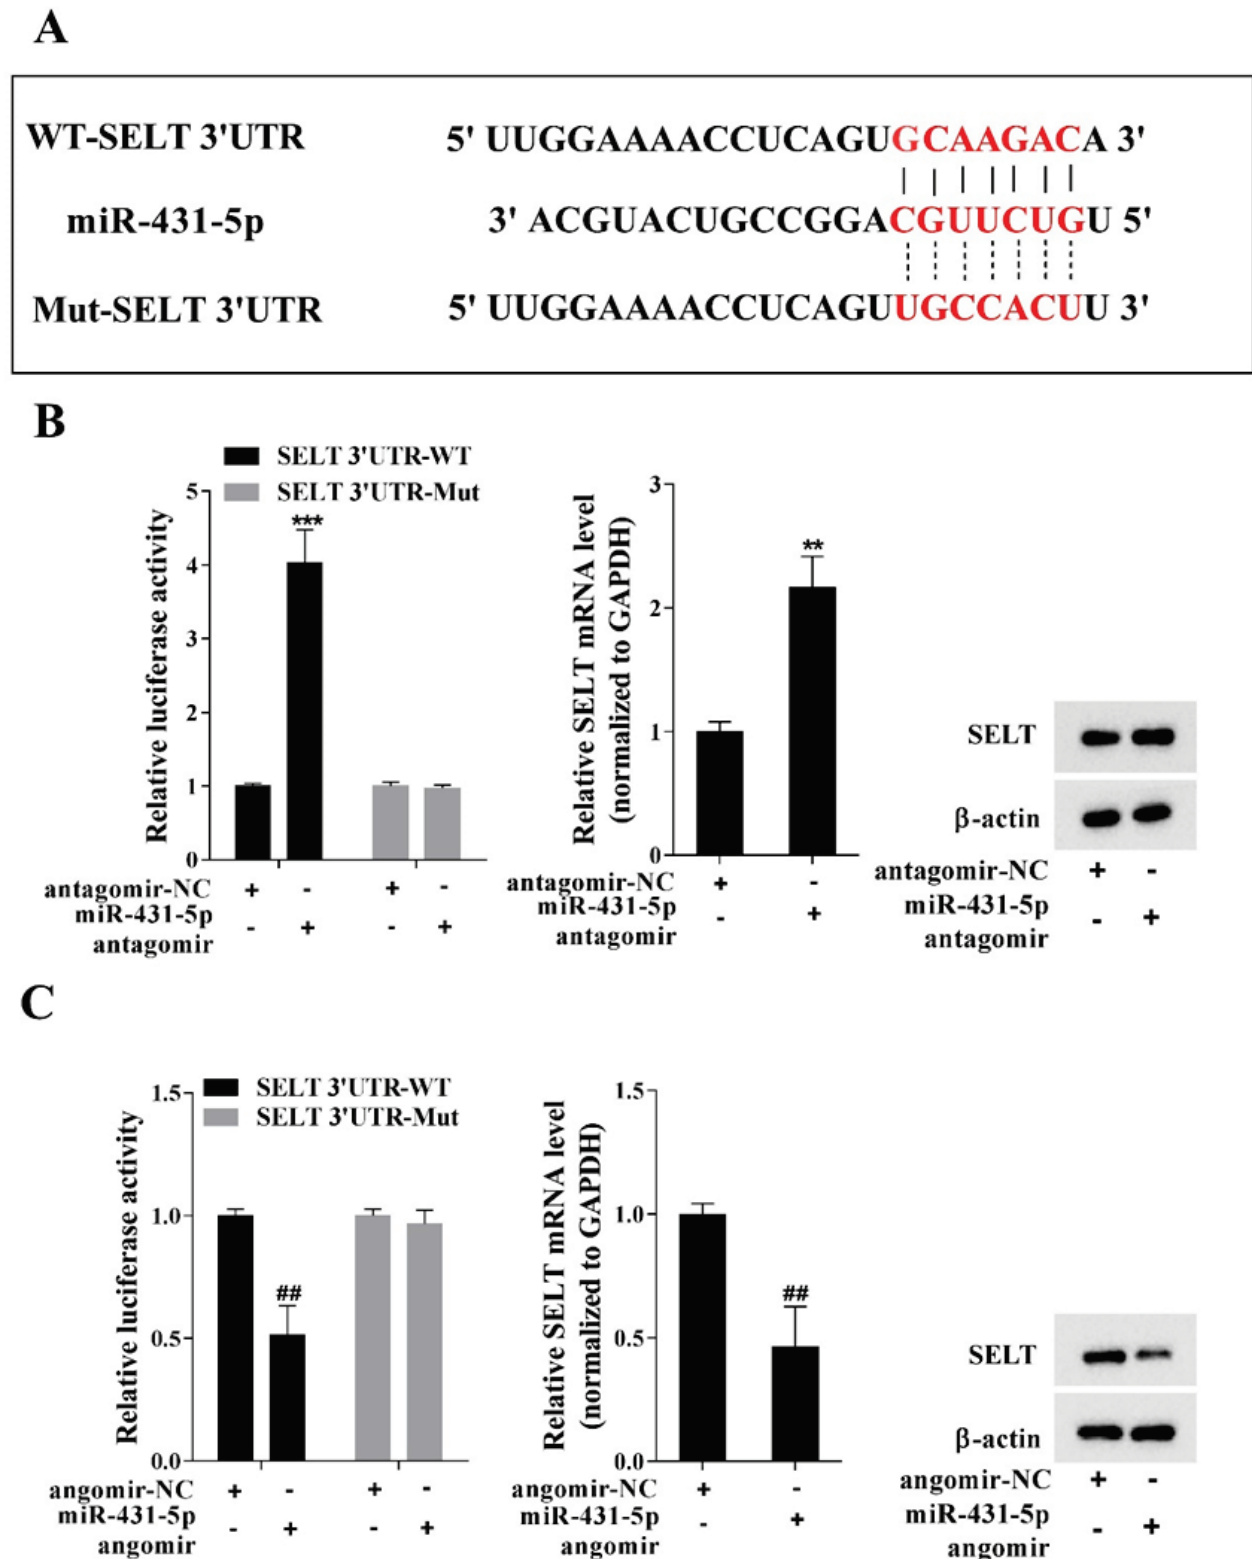 A
WT-SELT 3'UTR 5' UUGGAAAACCUCAGUGCAAGACA 3'
miR-431-5p 3' ACGUACUGCCGGACGUUCUGU 5'
Mut-SELT 3'UTR 5' UUGGAAAACCUCAGUUGCCACUU 3'
B
SELT 3'UTR-WT
SELT 3'UTR-Mut
Relative luciferase activity
5
4
3
2
1
0
***
antagomir-NC + - + -
miR-431-5p
antagomir - + - +
Relative SELT mRNA level
(normalized to GAPDH)
3
2
1
0
**
antagomir-NC + -
miR-431-5p
antagomir - +
SELT
β-actin
antagomir-NC + -
miR-431-5p
antagomir - +
C
SELT 3'UTR-WT
SELT 3'UTR-Mut
Relative luciferase activity
1.5
1.0
0.5
0.0
##
angomir-NC + - + -
miR-431-5p
angomir - + - +
Relative SELT mRNA level
(normalized to GAPDH)
1.5
1.0
0.5
0.0
##
angomir-NC + -
miR-431-5p
angomir - +
SELT
β-actin
angomir-NC + -
miR-431-5p
angomir - +